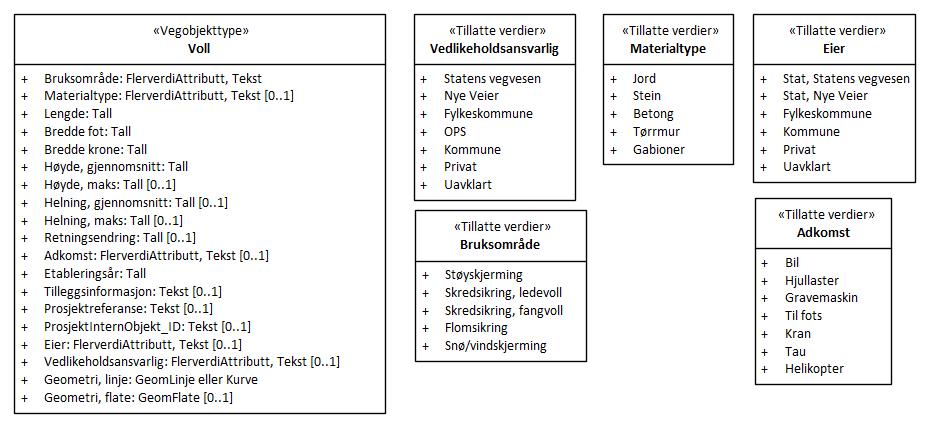 «Vegobjekttype»
Voll
+ Bruksområde: FlerverdiAttributt, Tekst
+ Materialtype: FlerverdiAttributt, Tekst [0..1]
+ Lengde: Tall
+ Bredde fot: Tall
+ Bredde krone: Tall
+ Høyde, gjennomsnitt: Tall
+ Høyde, maks: Tall [0..1]
+ Helning, gjennomsnitt: Tall [0..1]
+ Helning, maks: Tall [0..1]
+ Retningsendring: Tall [0..1]
+ Adkomst: FlerverdiAttributt, Tekst [0..1]
+ Etableringsår: Tall
+ Tilleggsinformasjon: Tekst [0..1]
+ Prosjektreferanse: Tekst [0..1]
+ ProsjektInternObjekt_ID: Tekst [0..1]
+ Eier: FlerverdiAttributt, Tekst [0..1]
+ Vedlikeholdsansvarlig: FlerverdiAttributt, Tekst [0..1]
+ Geometri, linje: GeomLinje eller Kurve
+ Geometri, flate: GeomFlate [0..1]
«Tillatte verdier»
Vedlikeholdsansvarlig
+ Statens vegvesen
+ Nye Veier
+ Fylkeskommune
+ OPS
+ Kommune
+ Privat
+ Uavklart
«Tillatte verdier»
Bruksområde
+ Støyskjerming
+ Skredsikring, ledevoll
+ Skredsikring, fangvoll
+ Flomsikring
+ Snø/vindskjerming
«Tillatte verdier»
Materialtype
+ Jord
+ Stein
+ Betong
+ Tørrmur
+ Gabioner
«Tillatte verdier»
Eier
+ Stat, Statens vegvesen
+ Stat, Nye Veier
+ Fylkeskommune
+ Kommune
+ Privat
+ Uavklart
«Tillatte verdier»
Adkomst
+ Bil
+ Hjullaster
+ Gravemaskin
+ Til fots
+ Kran
+ Tau
+ Helikopter